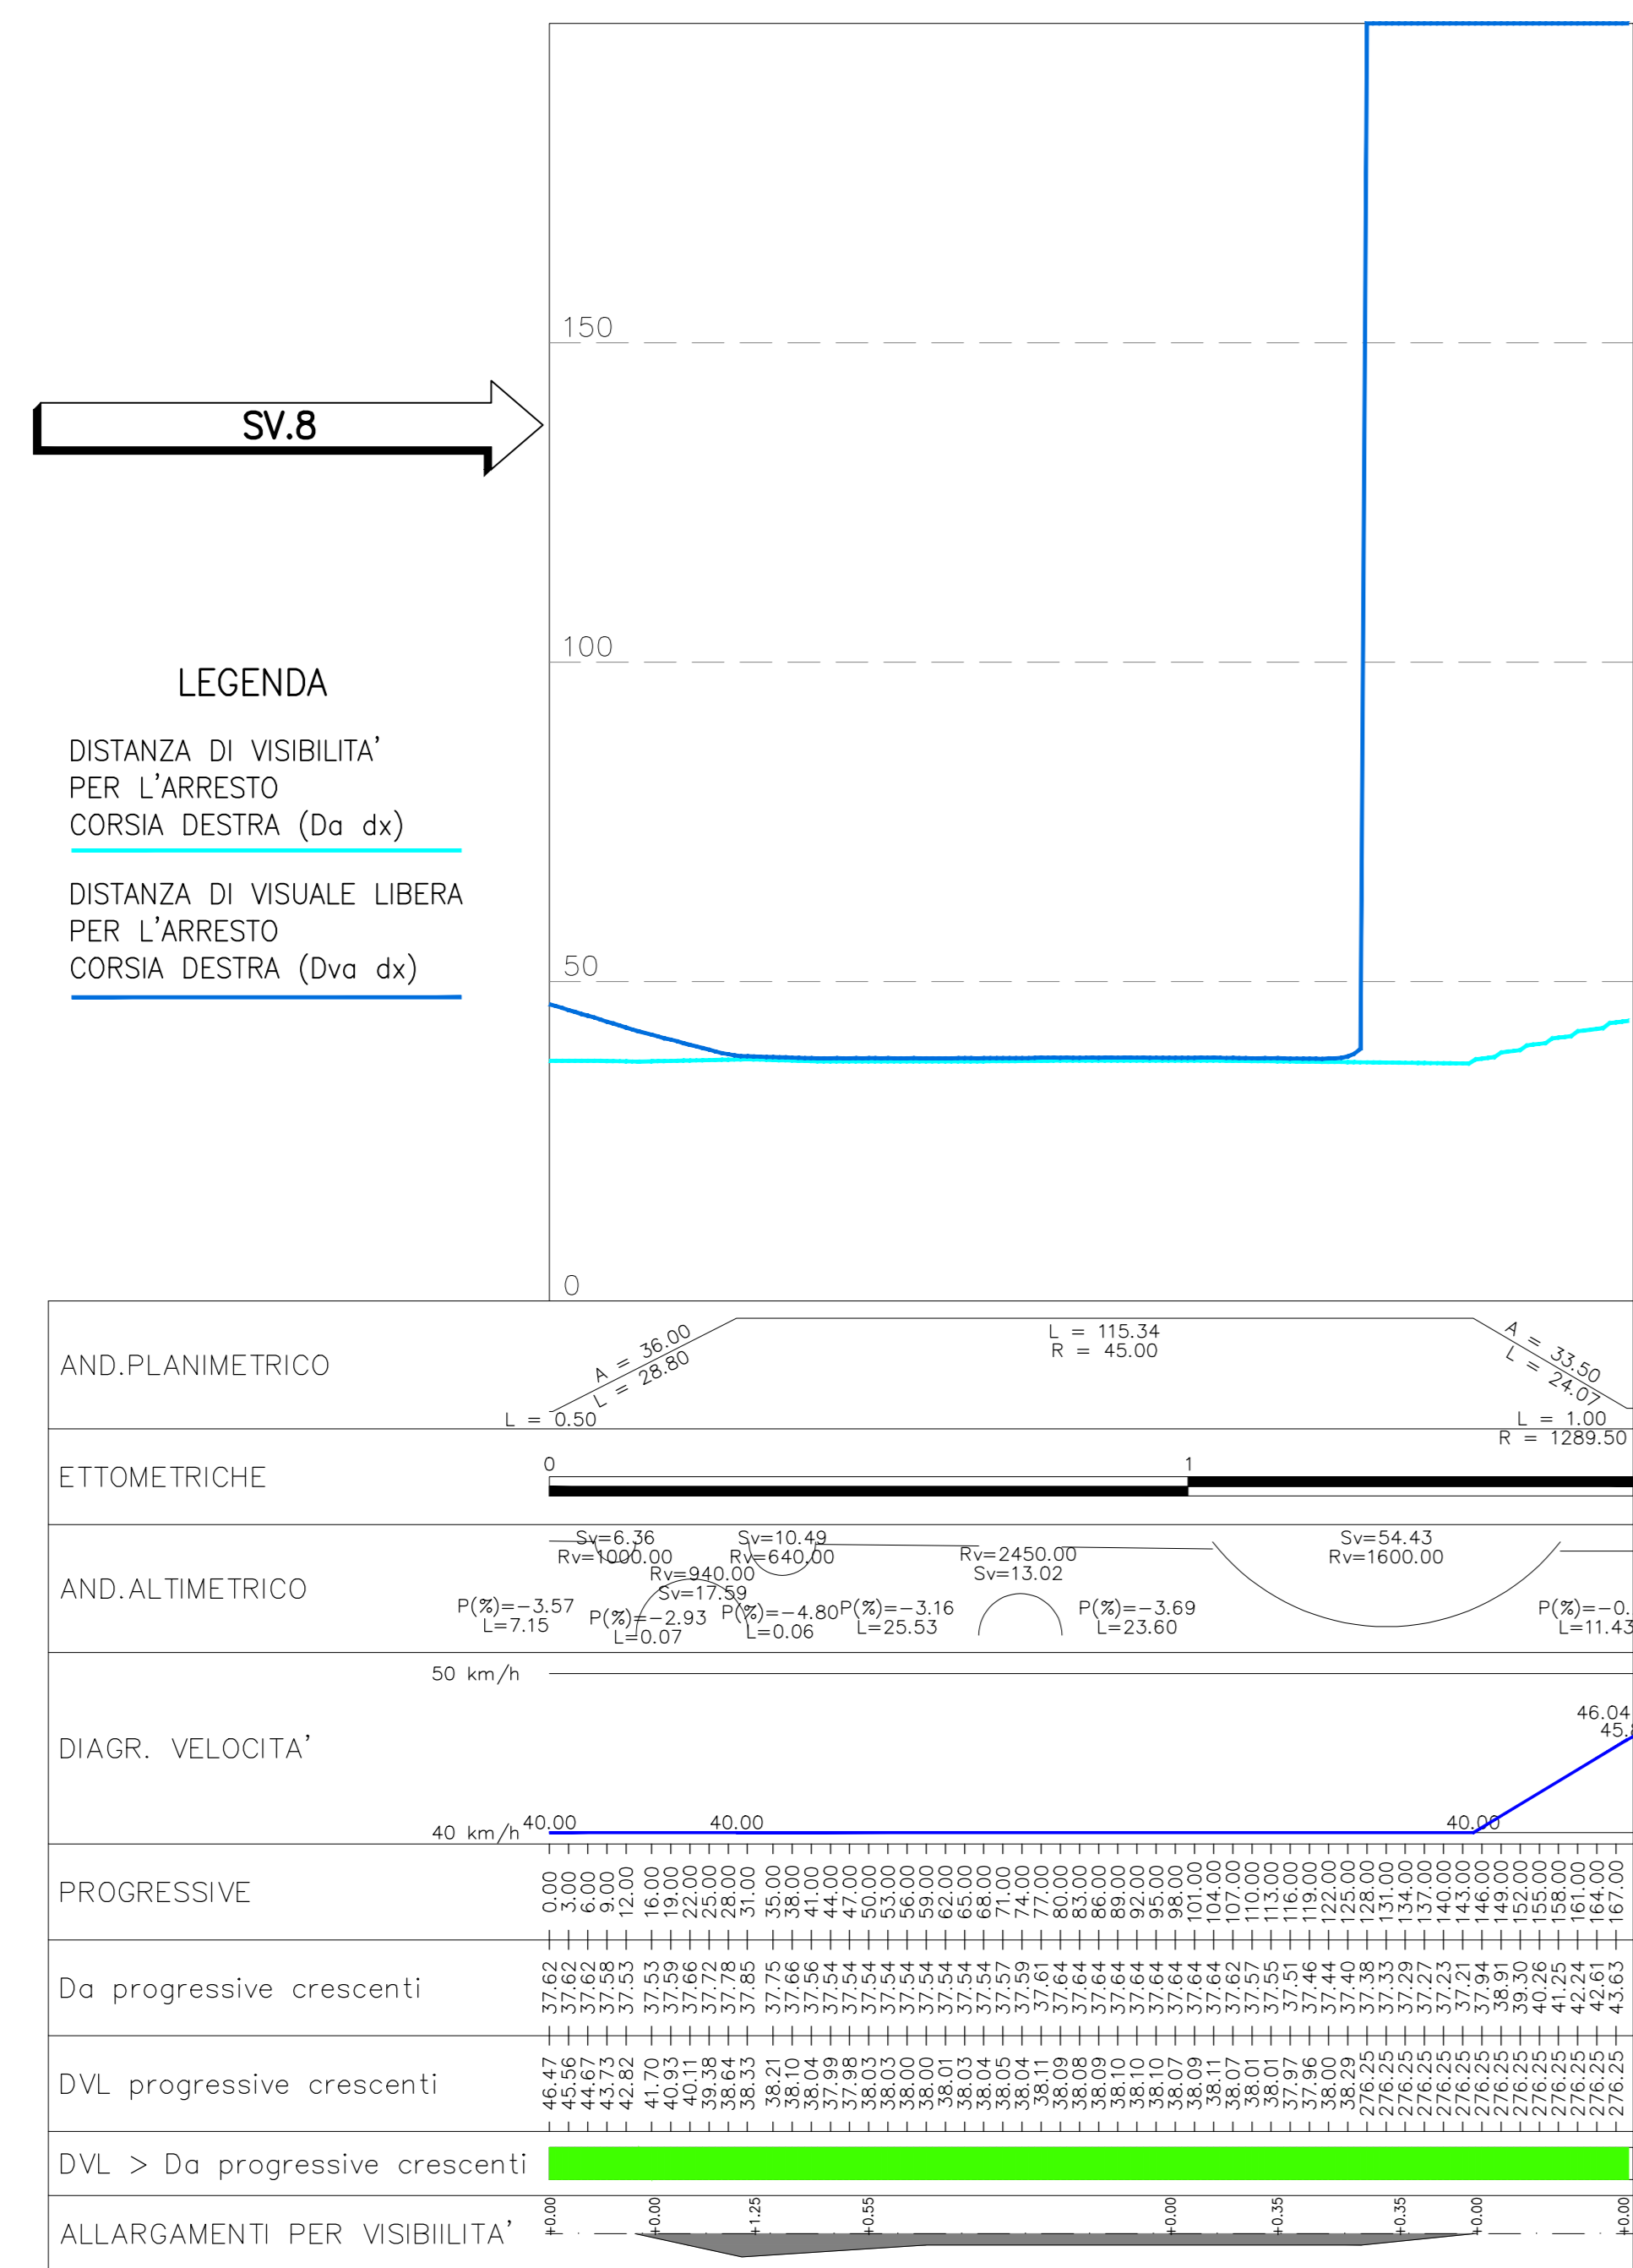 150
SV.8
100
LEGENDA
DISTANZA DI VISIBILITA'
PER L'ARRESTO
CORSIA DESTRA (Da dx)
DISTANZA DI VISUALE LIBERA
PER L'ARRESTO
CORSIA DESTRA (Dva dx)
50
0
AND.PLANIMETRICO
A = 36.00
L = 28.80
L = 0.50
L = 115.34
R = 45.00
A = 33.50
L = 24.07
L = 1.00
R = 1289.50
ETTOMETRICHE
0
1
AND.ALTIMETRICO
Sv=6.36
Rv=1000.00
Rv=940.00
Sv=17.59
Sv=10.49
Rv=640.00
Rv=2450.00
Sv=13.02
Sv=54.43
Rv=1600.00
P(%)=-3.57
L=7.15
P(%)=-2.93
L=0.07
P(%)=-4.80
L=0.06
P(%)=-3.16
L=25.53
P(%)=-3.69
L=23.60
P(%)=-0.
L=11.43
DIAGR. VELOCITA'
50 km/h
40 km/h
40.00
40.00
40.00
46.04
45.
PROGRESSIVE
0.00 3.00 6.00 9.00 12.00 16.00 19.00 22.00 25.00 28.00 31.00 35.00 38.00 41.00 44.00 47.00 50.00 53.00 56.00 59.00 62.00 65.00 68.00 71.00 74.00 77.00 80.00 83.00 86.00 89.00 92.00 95.00 98.00 101.00 104.00 107.00 110.00 113.00 116.00 119.00 122.00 125.00 128.00 131.00 134.00 137.00 140.00 143.00 146.00 149.00 152.00 155.00 158.00 161.00 164.00 167.00
Da progressive crescenti
37.62 37.62 37.62 37.58 37.53 37.53 37.59 37.66 37.72 37.78 37.85 37.75 37.66 37.56 37.54 37.54 37.54 37.54 37.54 37.54 37.54 37.54 37.54 37.57 37.59 37.61 37.64 37.64 37.64 37.64 37.64 37.64 37.64 37.64 37.64 37.62 37.57 37.55 37.51 37.46 37.44 37.40 37.38 37.33 37.29 37.27 37.23 37.21 37.94 38.91 39.30 40.26 41.25 42.24 42.61 43.63
DVL progressive crescenti
46.47 45.56 44.67 43.73 42.82 41.70 40.93 40.11 39.38 38.64 38.33 38.21 38.10 38.04 37.99 37.98 38.03 38.03 38.00 38.00 38.01 38.03 38.04 38.05 38.04 38.11 38.09 38.08 38.09 38.10 38.10 38.10 38.07 38.09 38.11 38.07 38.01 38.01 37.97 37.96 38.00 38.29 276.25 276.25 276.25 276.25 276.25 276.25 276.25 276.25 276.25 276.25 276.25 276.25 276.25 276.25
DVL > Da progressive crescenti
ALLARGAMENTI PER VISIBIILITA'
+0.00 +0.00 +1.25 +0.55 +0.00 +0.35 +0.35 +0.00 +0.00